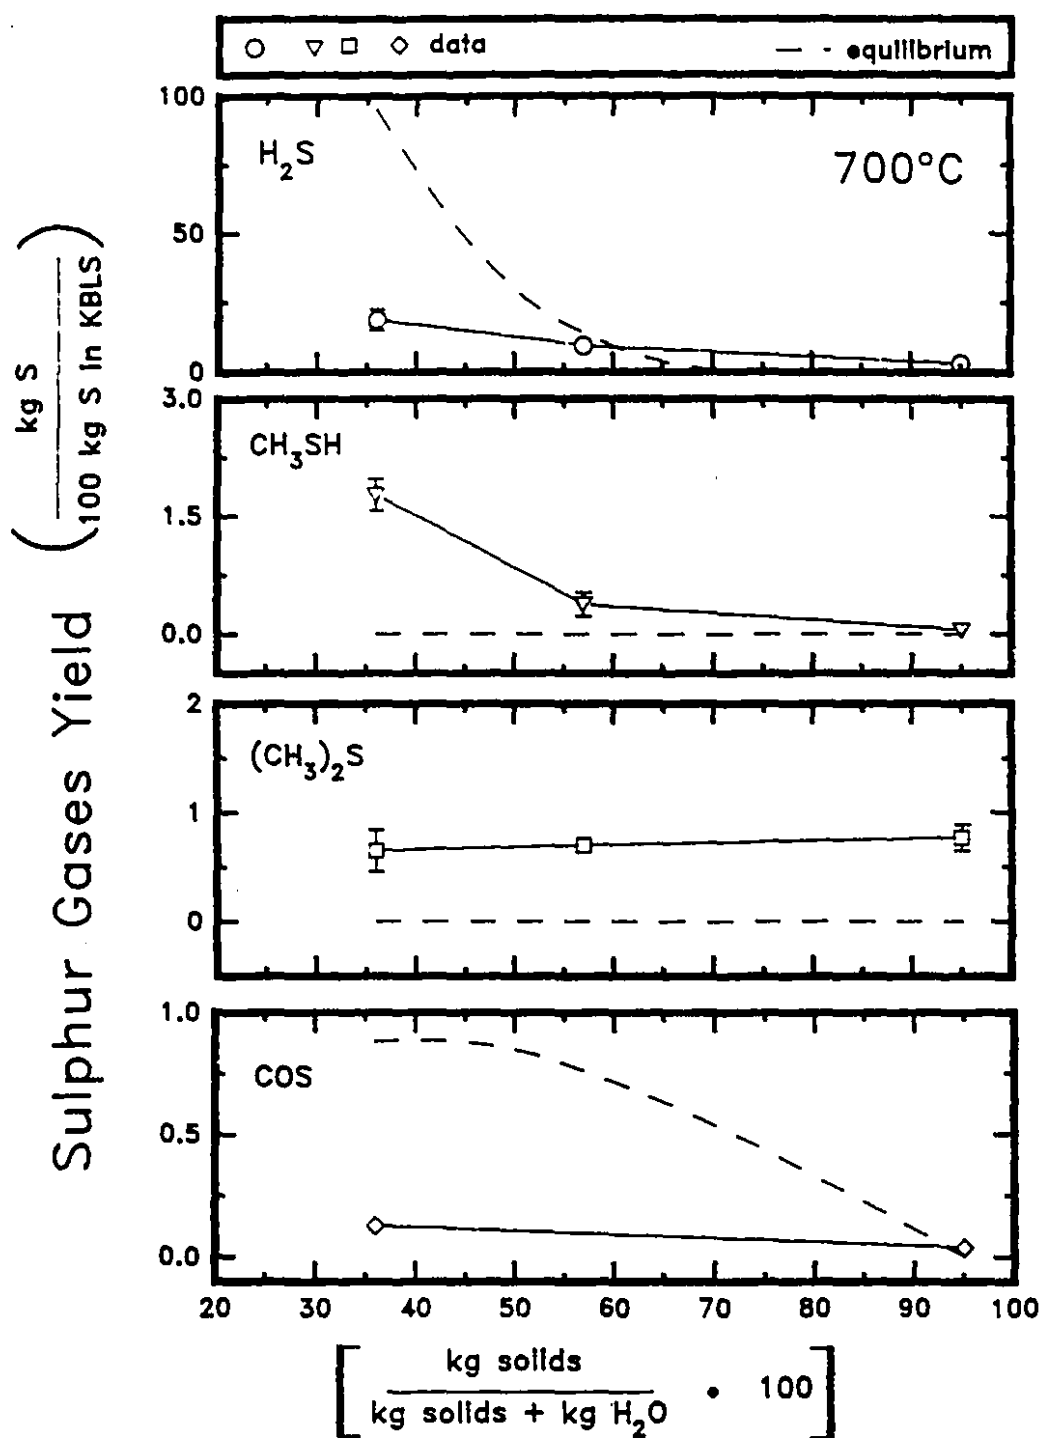 data
equilibrium
100
50
0
H₂S
700°C
3.0
1.5
0.0
CH₃SH
2
1
0
(CH₃)₂S
1.0
0.5
0.0
COS
20 30 40 50 60 70 80 90 100
Sulphur Gases Yield
kg S
100 kg S in KBLS
kg solids
kg solids + kg H₂O
• 100